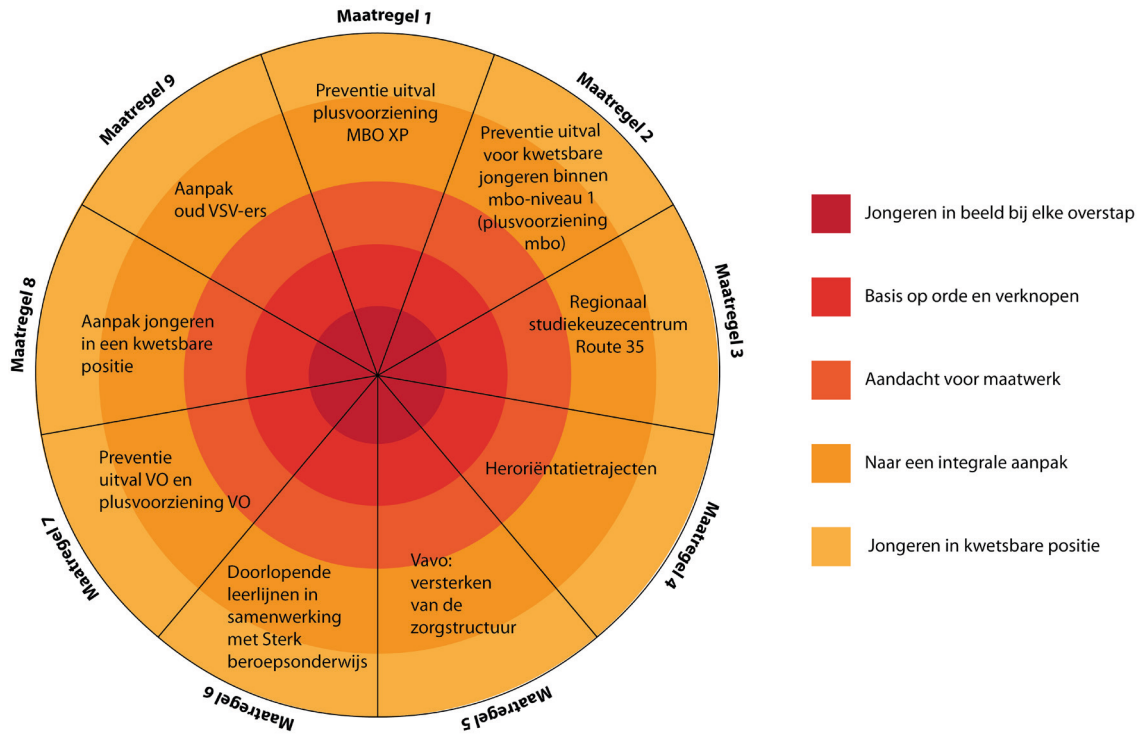 Maatregel 1
Preventie uitval
plusvoorziening
MBO XP
Maatregel 2
Preventie uitval
voor kwetsbare
jongeren binnen
mbo-niveau 1
(plusvoorziening
mbo)
Maatregel 3
Regionaal
studiekeuzecentrum
Route 35
Maatregel 4
Heroriëntatietrajecten
Maatregel 5
Vavo:
versterken
van de
zorgstructuur
Maatregel 6
Doorlopende
leerlijnen in
samenwerking
met Sterk
beroepsonderwijs
Maatregel 7
Preventie
uitval VO en
plusvoorziening VO
Maatregel 8
Aanpak jongeren
in een kwetsbare
positie
Maatregel 9
Aanpak
oud VSV-ers
Jongeren in beeld bij elke overstap
Basis op orde en verknopen
Aandacht voor maatwerk
Naar een integrale aanpak
Jongeren in kwetsbare positie